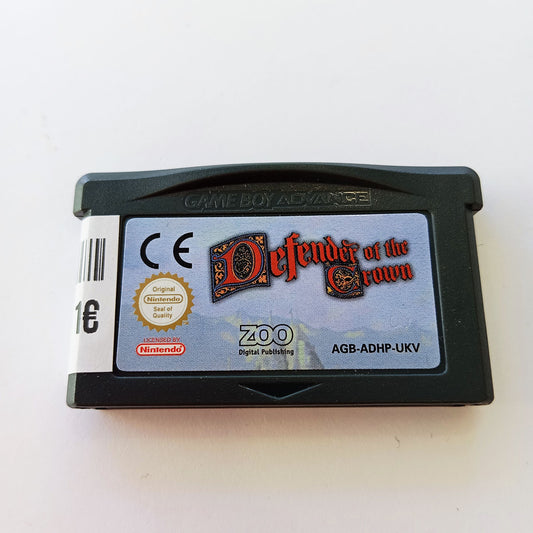 GAME BOY ADVANCE
CE
Defender of the
Crown
Original
Nintendo
Seal of
Quality
LICENSED BY
Nintendo
ZOO
Digital Publishing
AGB-ADHP-UKV
1€